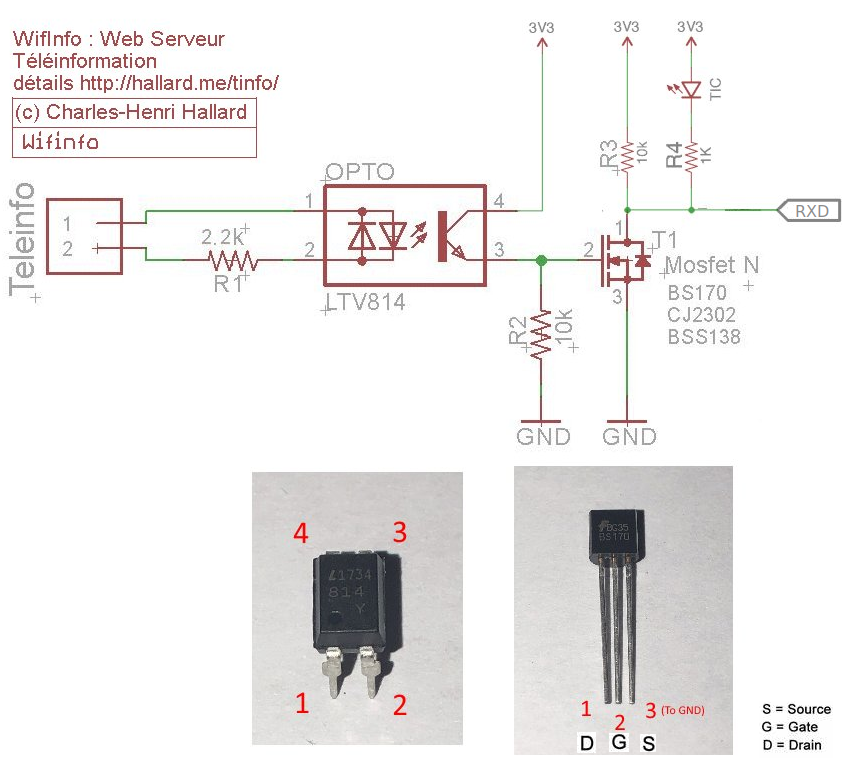 WifInfo : Web Serveur
Téléinformation
détails http://hallard.me/tinfo/
(c) Charles-Henri Hallard
Wifinfo
3V3
3V3
3V3
TIC
R3
10k
R4
1K
RXD
Teleinfo
1
2
2.2K
R1
OPTO
1
2
4
3
LTV814
R2
10k
GND
1
2
3
T1
Mosfet N
BS170
CJ2302
BSS138
GND
4
3
L1734
814
Y
1
2
BG35
BS170
1
2
3 (To GND)
D G S
S = Source
G = Gate
D = Drain